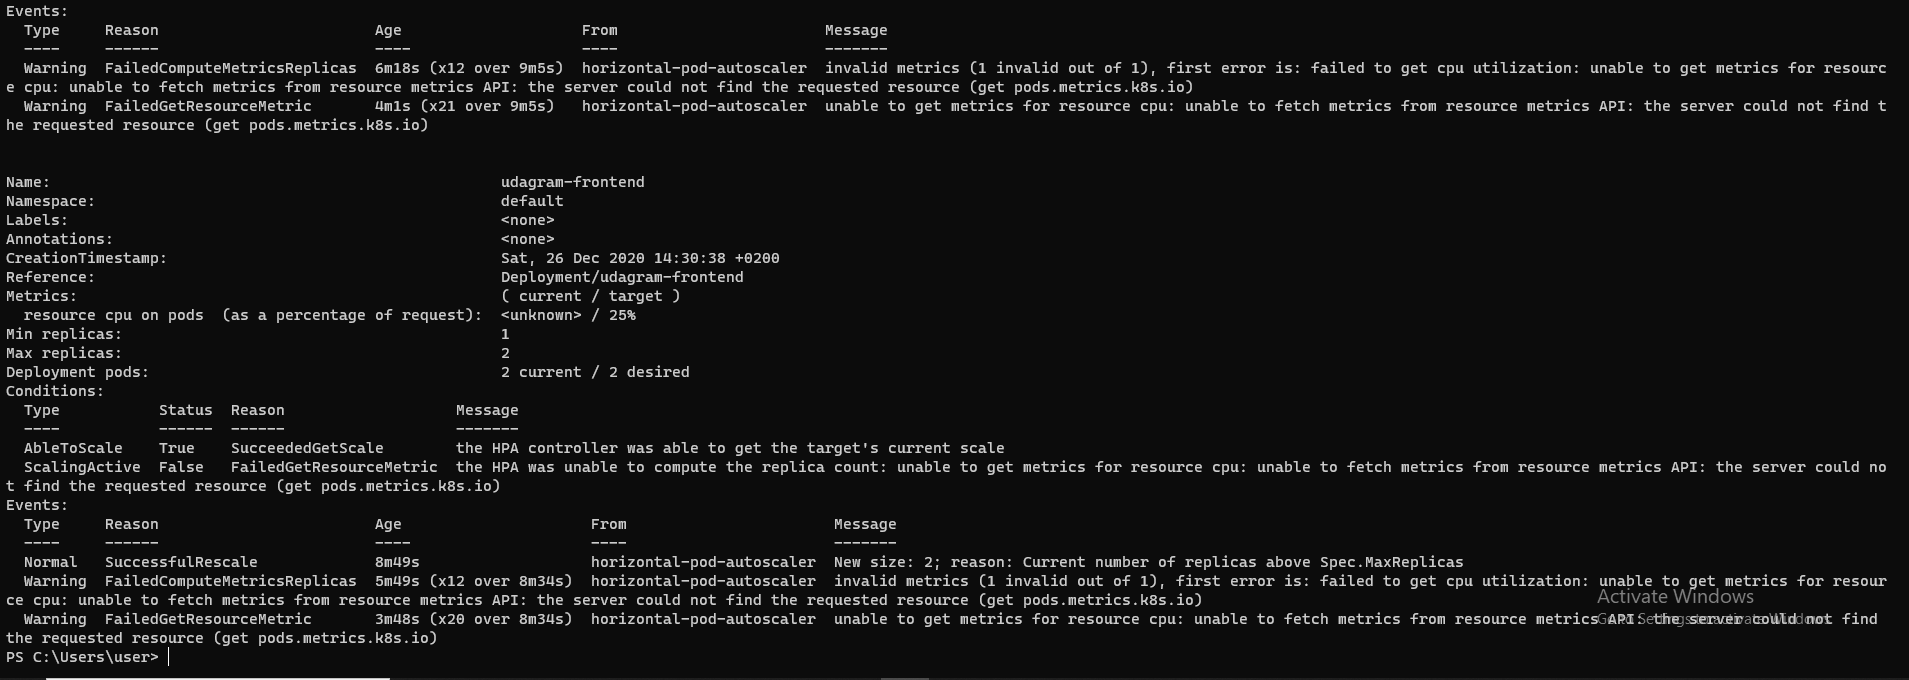 Events:
  Type     Reason                        Age                    From                       Message
  ----     ------                        ----                   ----                       -------
  Warning  FailedComputeMetricsReplicas  6m18s (x12 over 9m5s)  horizontal-pod-autoscaler  invalid metrics (1 invalid out of 1), first error is: failed to get cpu utilization: unable to get metrics for resourc
e cpu: unable to fetch metrics from resource metrics API: the server could not find the requested resource (get pods.metrics.k8s.io)
  Warning  FailedGetResourceMetric       4m1s (x21 over 9m5s)   horizontal-pod-autoscaler  unable to get metrics for resource cpu: unable to fetch metrics from resource metrics API: the server could not find t
he requested resource (get pods.metrics.k8s.io)
Name:                                                  udagram-frontend
Namespace:                                             default
Labels:                                                <none>
Annotations:                                           <none>
CreationTimestamp:                                     Sat, 26 Dec 2020 14:30:38 +0200
Reference:                                             Deployment/udagram-frontend
Metrics:                                               ( current / target )
  resource cpu on pods  (as a percentage of request):  <unknown> / 25%
Min replicas:                                          1
Max replicas:                                          2
Deployment pods:                                       2 current / 2 desired
Conditions:
  Type           Status  Reason                   Message
  ----           ------  ------                   -------
  AbleToScale    True    SucceededGetScale        the HPA controller was able to get the target's current scale
  ScalingActive  False   FailedGetResourceMetric  the HPA was unable to compute the replica count: unable to get metrics for resource cpu: unable to fetch metrics from resource metrics API: the server could no
t find the requested resource (get pods.metrics.k8s.io)
Events:
  Type     Reason                        Age                     From                       Message
  ----     ------                        ----                    ----                       -------
  Normal   SuccessfulRescale             8m49s                   horizontal-pod-autoscaler  New size: 2; reason: Current number of replicas above Spec.MaxReplicas
  Warning  FailedComputeMetricsReplicas  5m49s (x12 over 8m34s)  horizontal-pod-autoscaler  invalid metrics (1 invalid out of 1), first error is: failed to get cpu utilization: unable to get metrics for resour
ce cpu: unable to fetch metrics from resource metrics API: the server could not find the requested resource (get pods.metrics.k8s.io)
Activate Windows
  Warning  FailedGetResourceMetric       3m48s (x20 over 8m34s)  horizontal-pod-autoscaler  unable to get metrics for resource cpu: unable to fetch metrics from resource metrics API: the server could not find
Go to Settings to activate Windows.
the requested resource (get pods.metrics.k8s.io)
PS C:\Users\user>